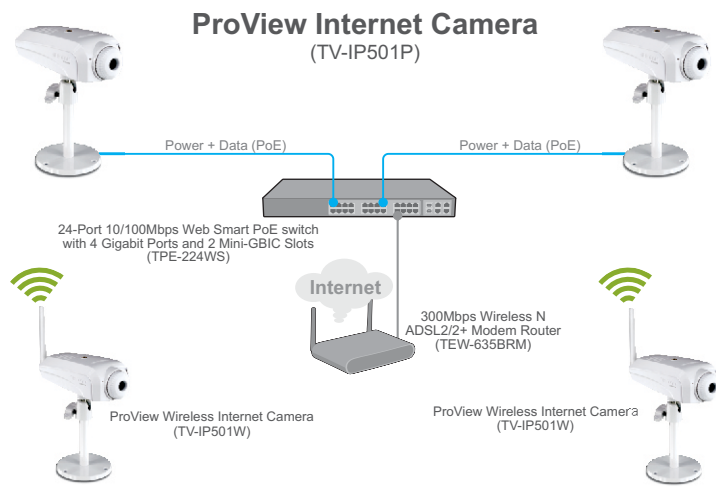 ProView Internet Camera
(TV-IP501P)
Power + Data (PoE)
Power + Data (PoE)
24-Port 10/100Mbps Web Smart PoE switch
with 4 Gigabit Ports and 2 Mini-GBIC Slots
(TPE-224WS)
Internet
300Mbps Wireless N
ADSL2/2+ Modem Router
(TEW-635BRM)
ProView Wireless Internet Camera
(TV-IP501W)
ProView Wireless Internet Camera
(TV-IP501W)